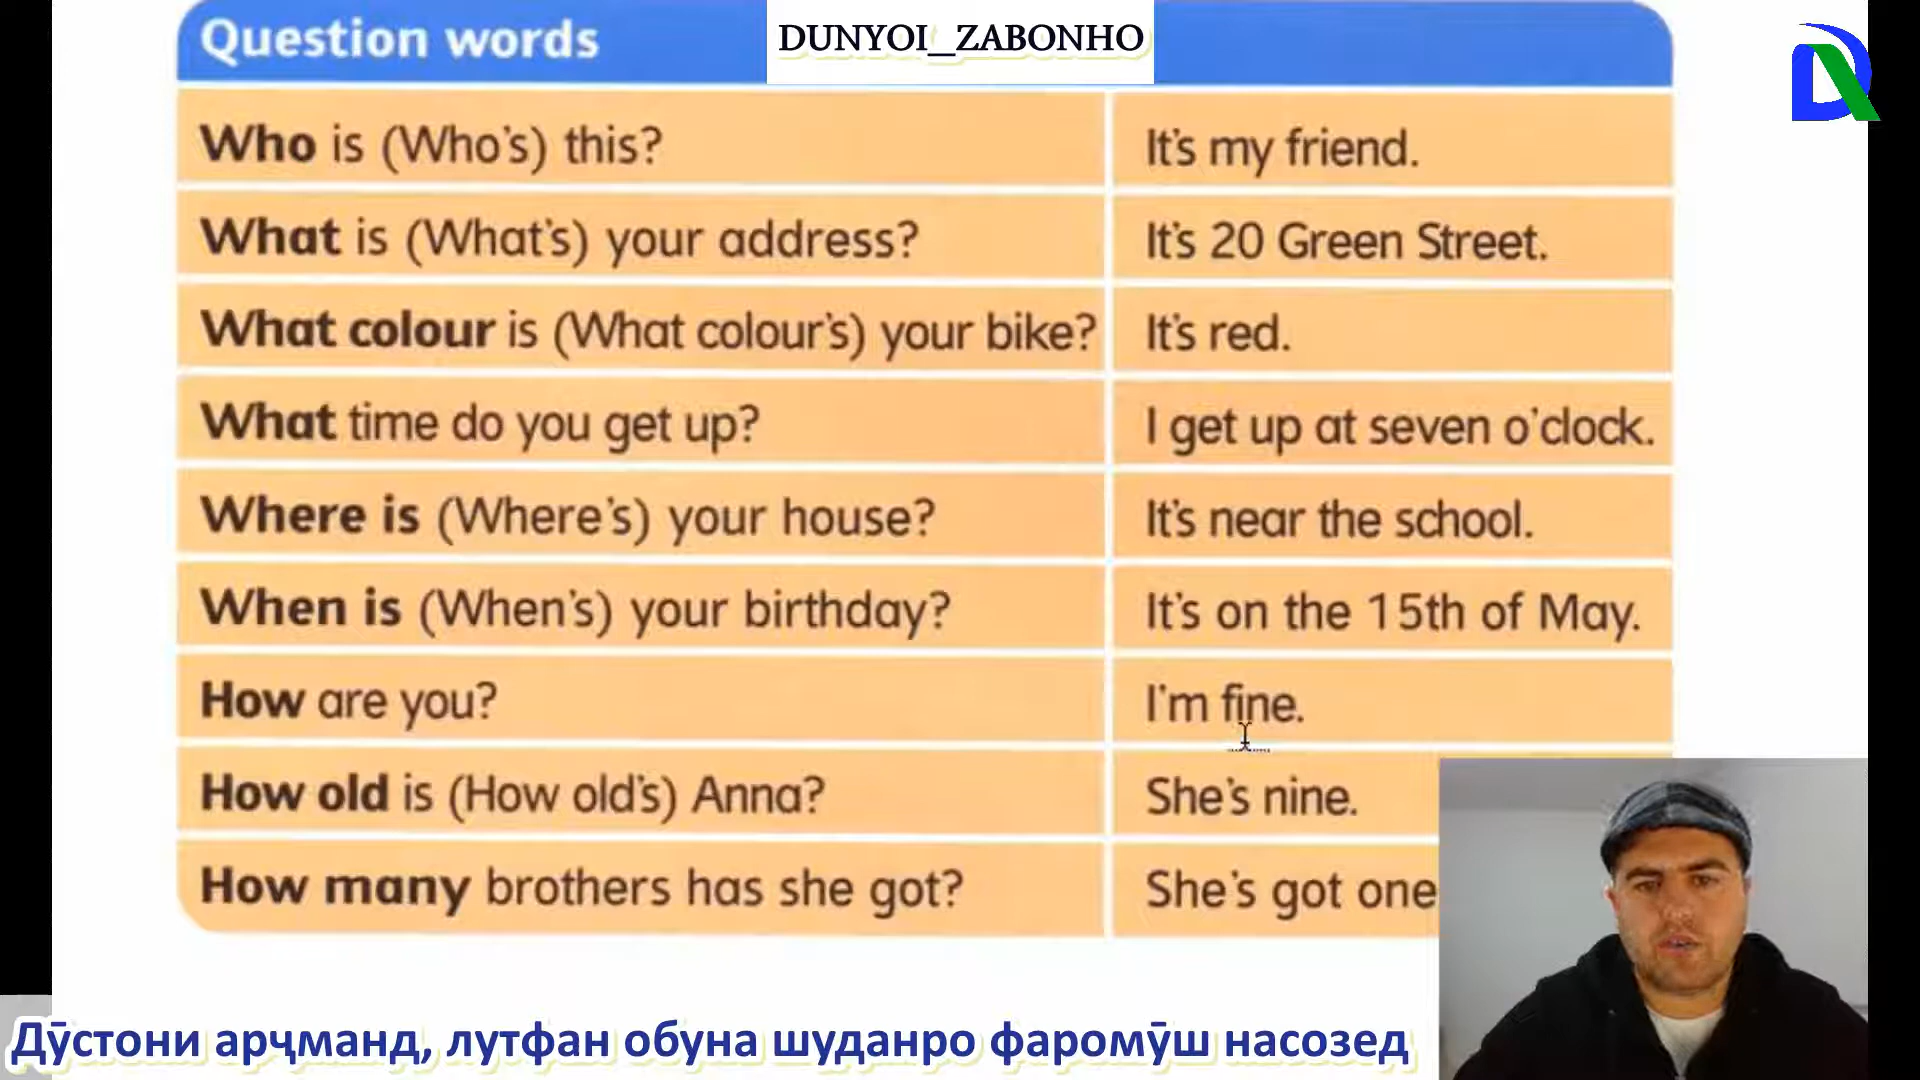 Question words
DUNYOI_ZABONHO
Who is (Who's) this?
It's my friend.
What is (What's) your address?
It's 20 Green Street.
What colour is (What colour's) your bike?
It's red.
What time do you get up?
I get up at seven o'clock.
Where is (Where's) your house?
It's near the school.
When is (When's) your birthday?
It's on the 15th of May.
How are you?
I'm fine.
How old is (How old's) Anna?
She's nine.
How many brothers has she got?
She's got one
Дӯстони арҷманд, лутфан обуна шуданро фаромӯш насозед